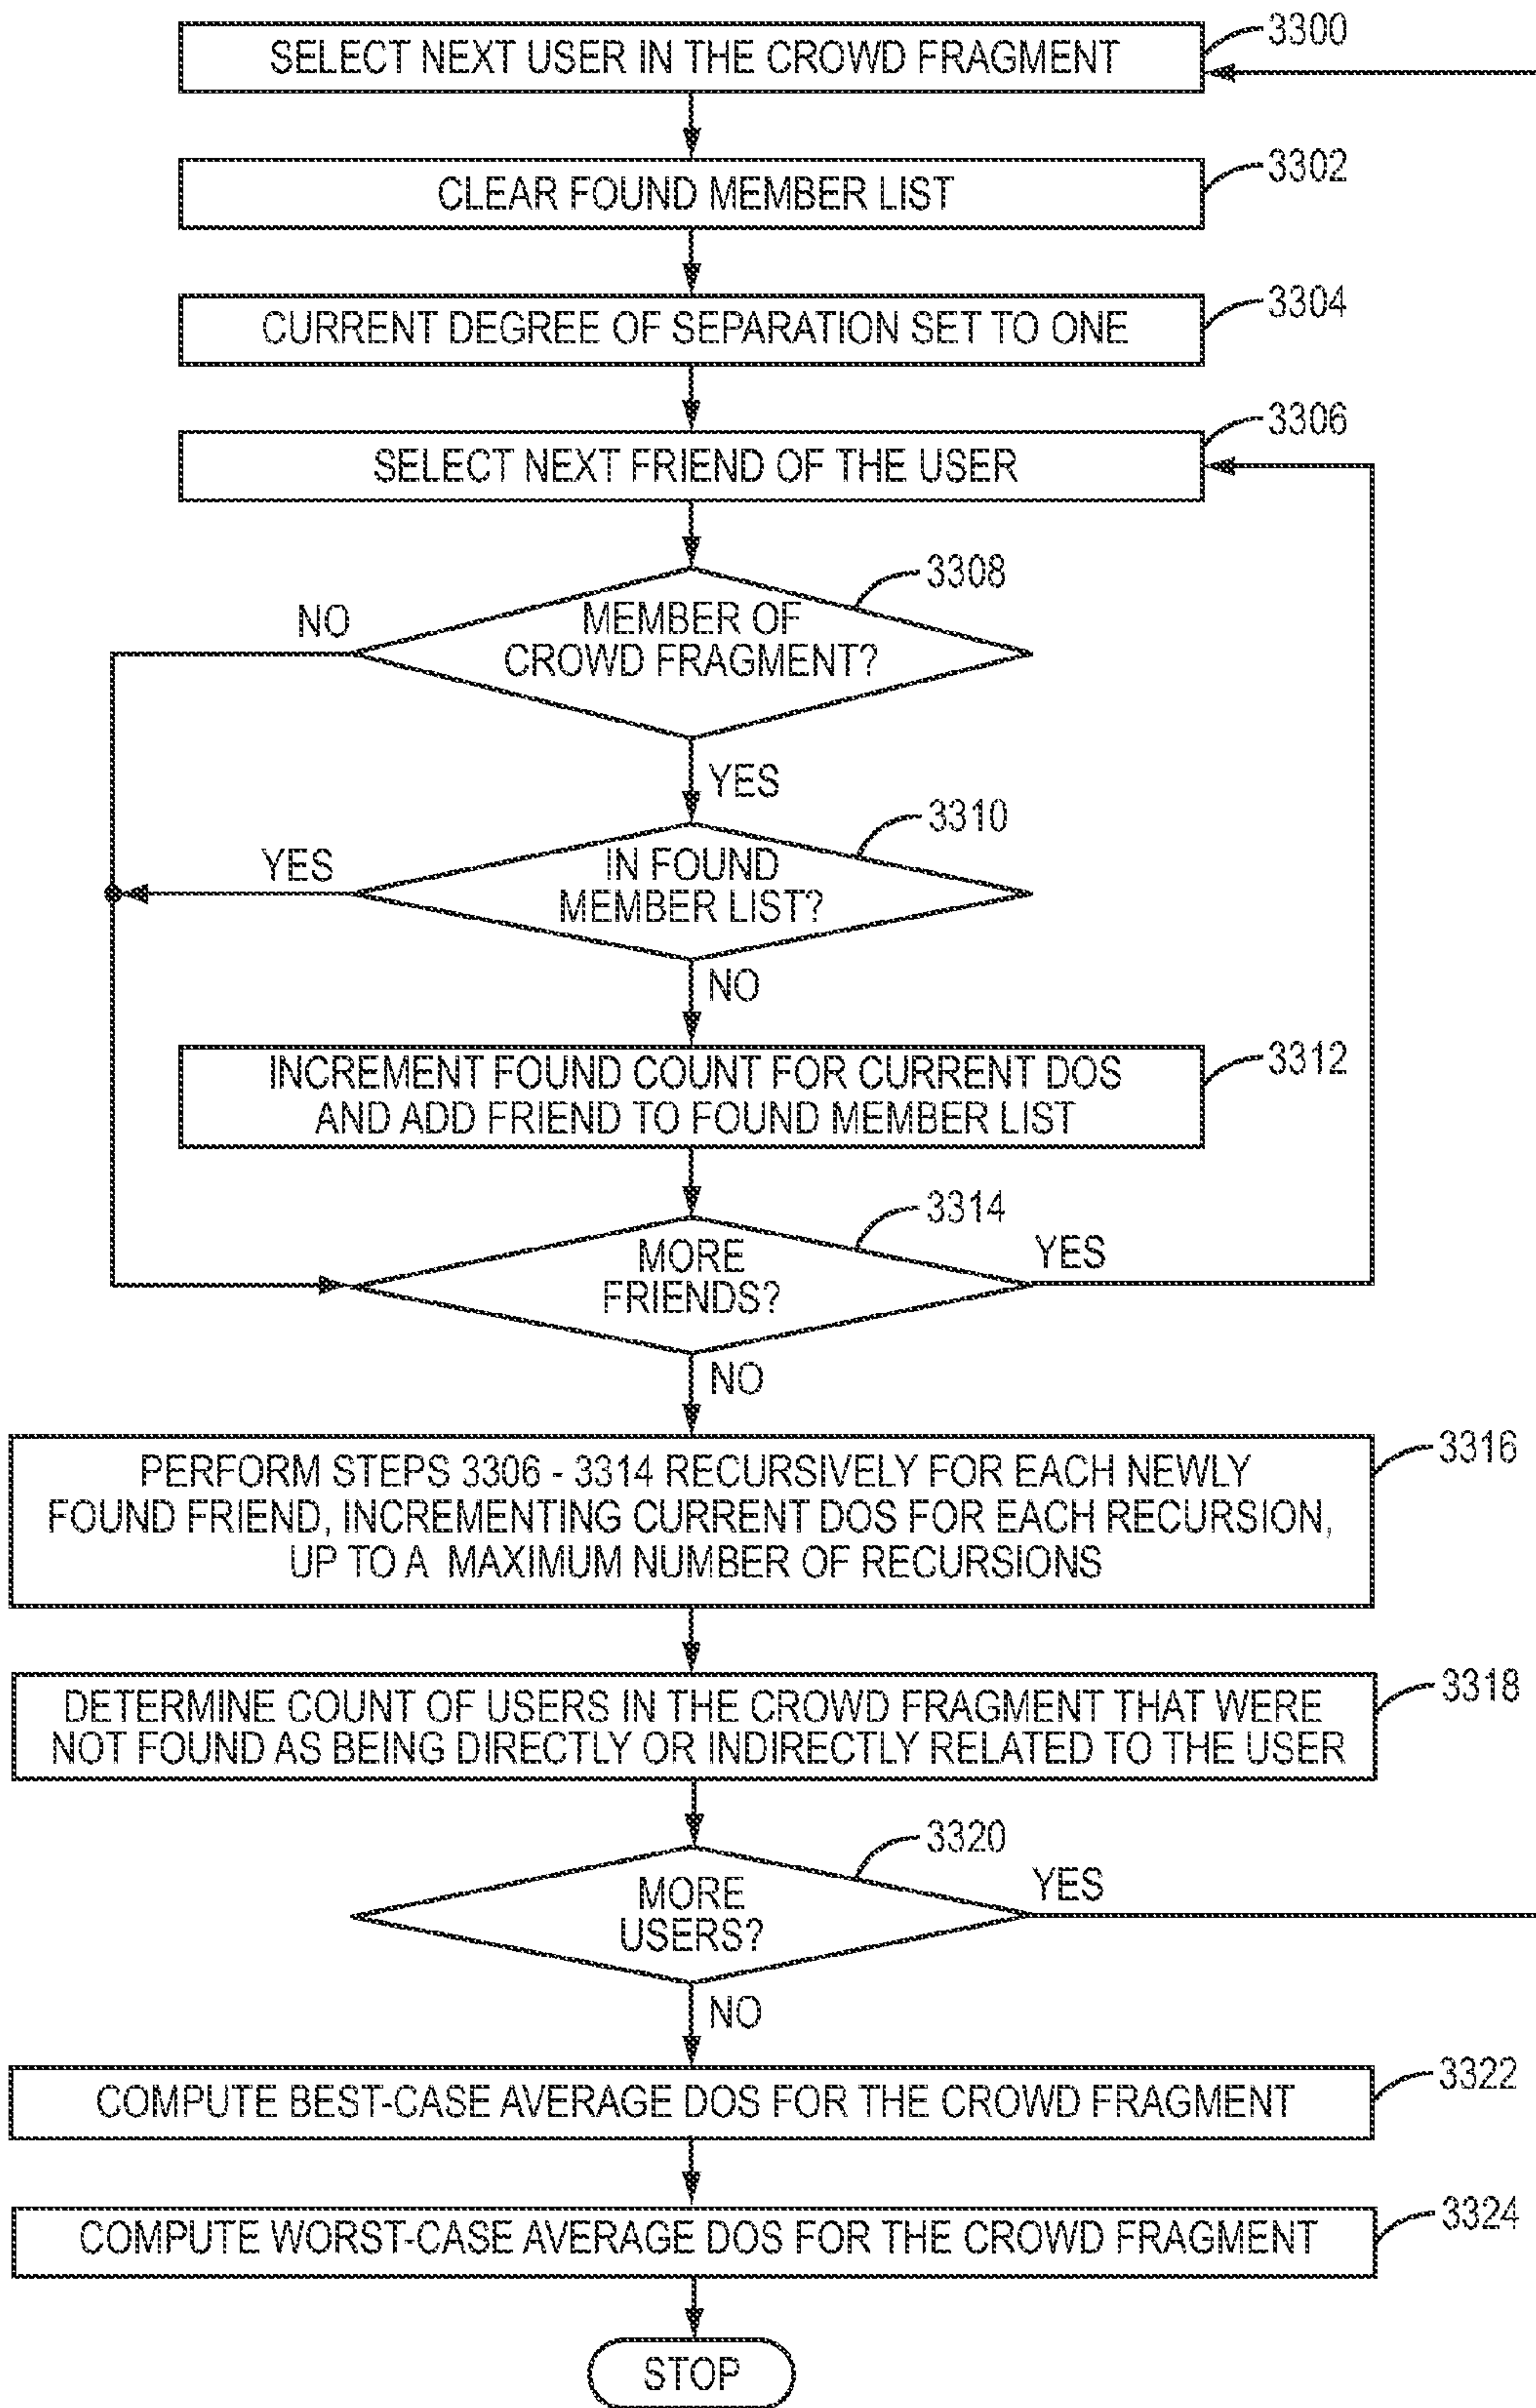 SELECT NEXT USER IN THE CROWD FRAGMENT
3300
CLEAR FOUND MEMBER LIST
3302
CURRENT DEGREE OF SEPARATION SET TO ONE
3304
SELECT NEXT FRIEND OF THE USER
3306
3308
NO
MEMBER OF
CROWD FRAGMENT?
YES
3310
YES
IN FOUND
MEMBER LIST?
NO
INCREMENT FOUND COUNT FOR CURRENT DOS
AND ADD FRIEND TO FOUND MEMBER LIST
3312
3314
MORE
FRIENDS?
YES
NO
PERFORM STEPS 3306 - 3314 RECURSIVELY FOR EACH NEWLY
FOUND FRIEND, INCREMENTING CURRENT DOS FOR EACH RECURSION,
UP TO A MAXIMUM NUMBER OF RECURSIONS
3316
DETERMINE COUNT OF USERS IN THE CROWD FRAGMENT THAT WERE
NOT FOUND AS BEING DIRECTLY OR INDIRECTLY RELATED TO THE USER
3318
3320
MORE
USERS?
YES
NO
COMPUTE BEST-CASE AVERAGE DOS FOR THE CROWD FRAGMENT
3322
COMPUTE WORST-CASE AVERAGE DOS FOR THE CROWD FRAGMENT
3324
STOP